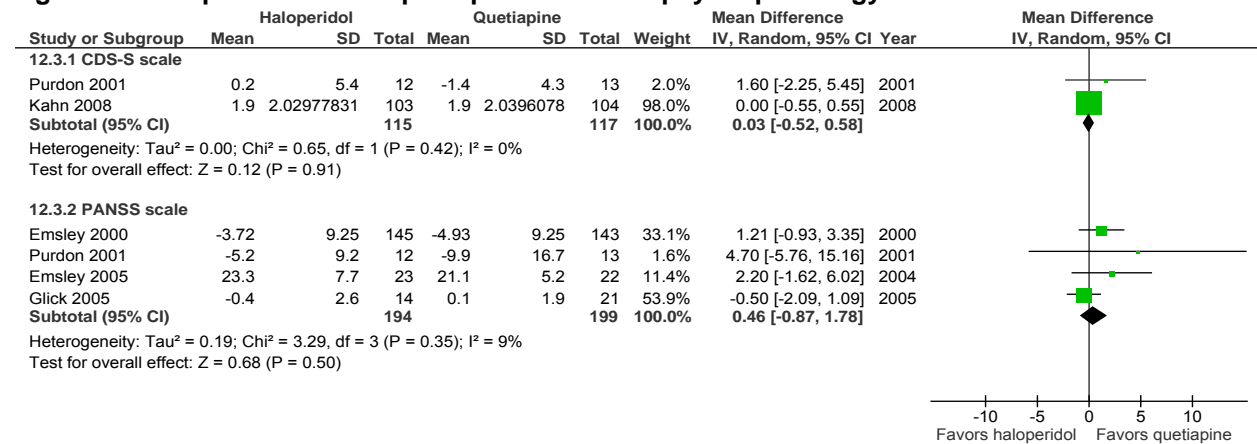 Haloperidol Quetiapine Mean Difference Mean Difference
Study or Subgroup Mean SD Total Mean SD Total Weight IV, Random, 95% CI Year IV, Random, 95% CI
12.3.1 CDS-S scale
Purdon 2001 0.2 5.4 12 -1.4 4.3 13 2.0% 1.60 [-2.25, 5.45] 2001
Kahn 2008 1.9 2.02977831 103 1.9 2.0396078 104 98.0% 0.00 [-0.55, 0.55] 2008
Subtotal (95% CI) 115 117 100.0% 0.03 [-0.52, 0.58]
Heterogeneity: Tau² = 0.00; Chi² = 0.65, df = 1 (P = 0.42); I² = 0%
Test for overall effect: Z = 0.12 (P = 0.91)
12.3.2 PANSS scale
Emsley 2000 -3.72 9.25 145 -4.93 9.25 143 33.1% 1.21 [-0.93, 3.35] 2000
Purdon 2001 -5.2 9.2 12 -9.9 16.7 13 1.6% 4.70 [-5.76, 15.16] 2001
Emsley 2005 23.3 7.7 23 21.1 5.2 22 11.4% 2.20 [-1.62, 6.02] 2004
Glick 2005 -0.4 2.6 14 0.1 1.9 21 53.9% -0.50 [-2.09, 1.09] 2005
Subtotal (95% CI) 194 199 100.0% 0.46 [-0.87, 1.78]
Heterogeneity: Tau² = 0.19; Chi² = 3.29, df = 3 (P = 0.35); I² = 9%
Test for overall effect: Z = 0.68 (P = 0.50)
-10 -5 0 5 10
Favors haloperidol Favors quetiapine